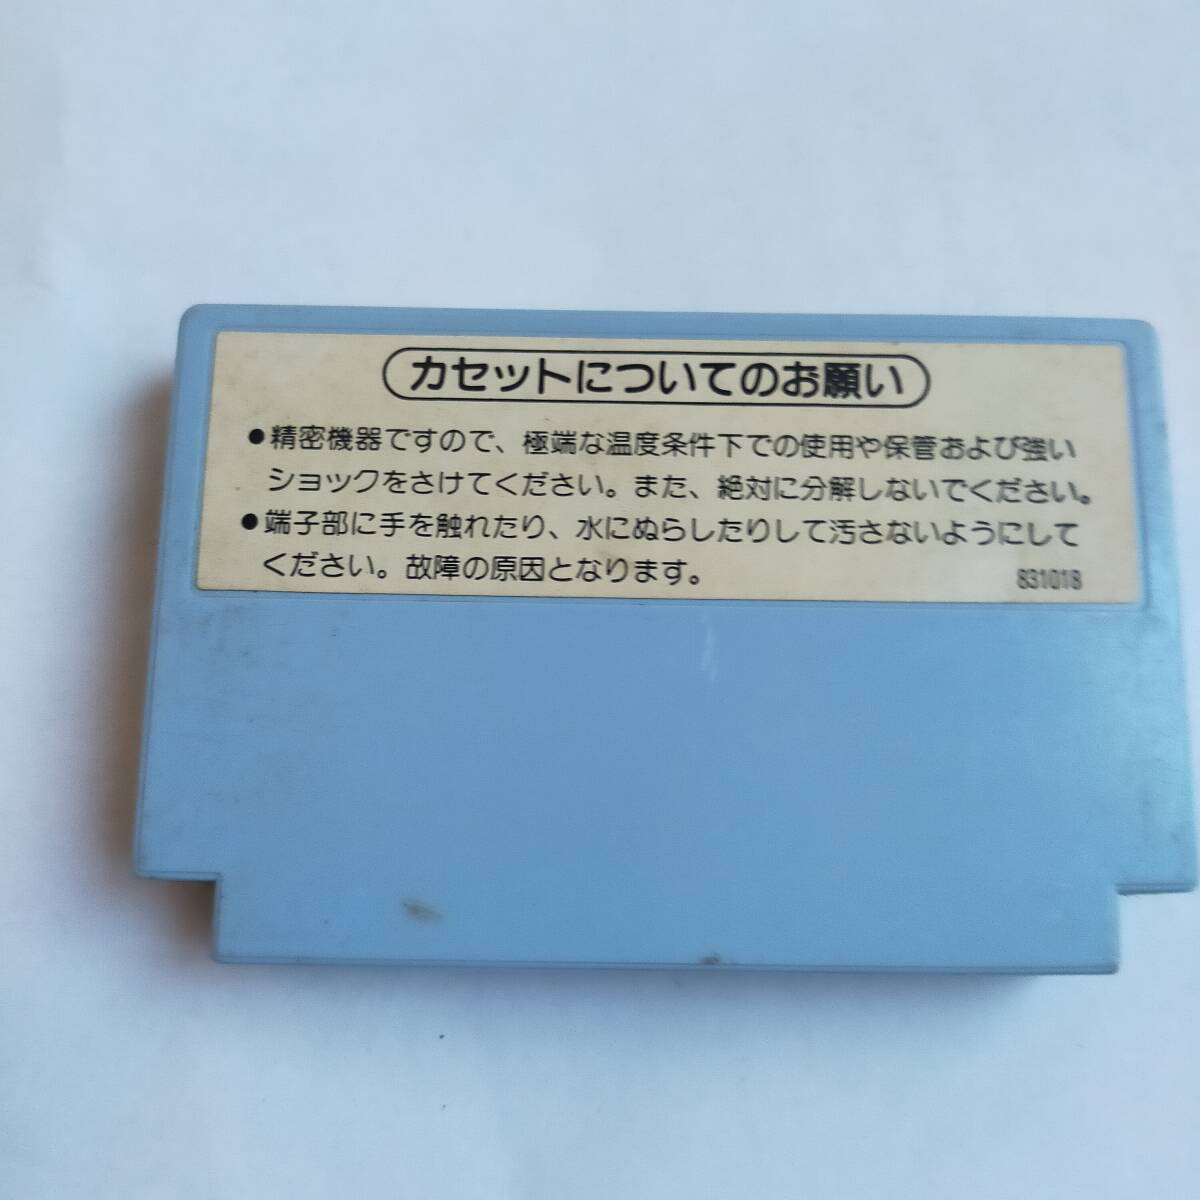 カセットについてのお願い
●精密機器ですので、極端な温度条件下での使用や保管および強い
ショックをさけてください。また、絶対に分解しないでください。
●端子部に手を触れたり、水にぬらしたりして汚さないようにして
ください。故障の原因となります。
831018